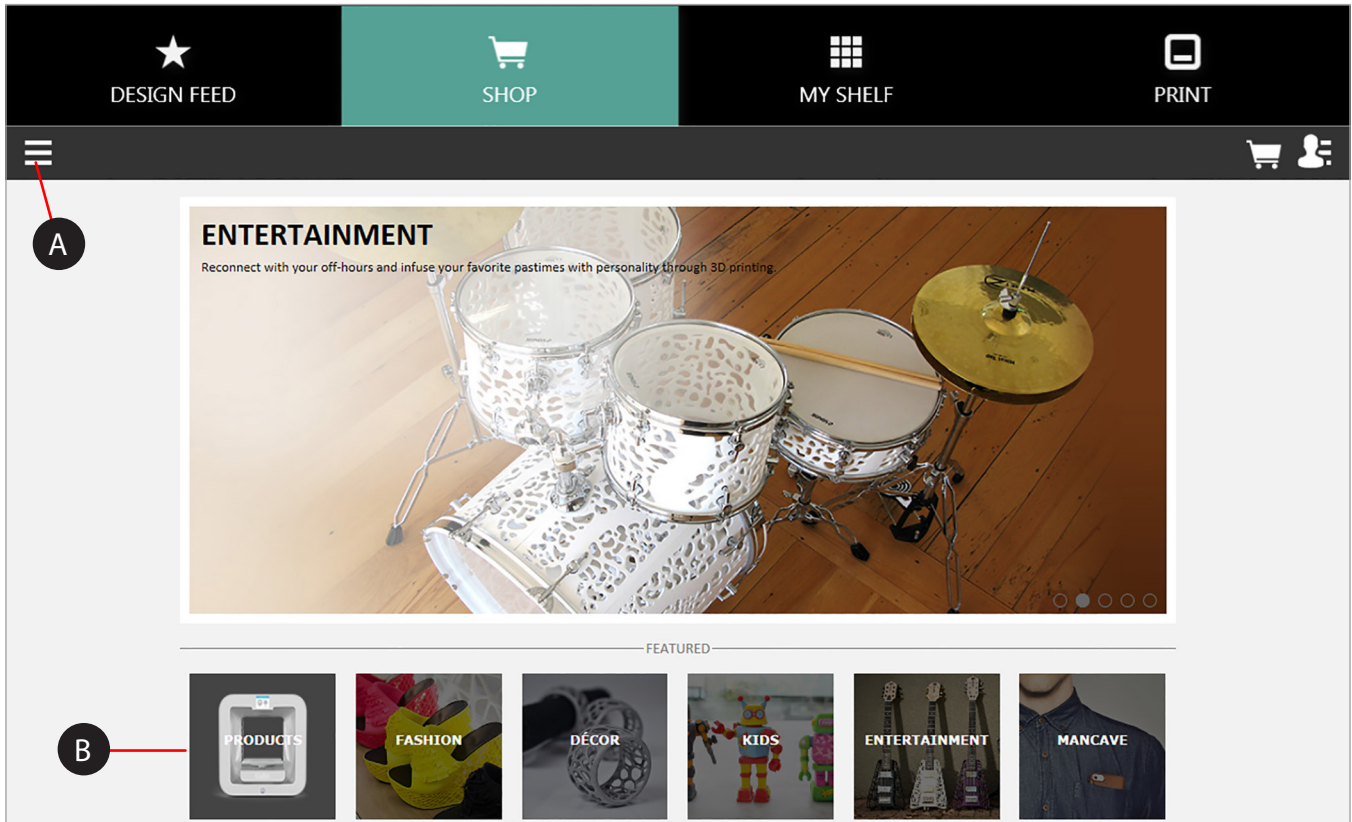 DESIGN FEED
SHOP
MY SHELF
PRINT
A
ENTERTAINMENT
Reconnect with your off-hours and infuse your favorite pastimes with personality through 3D printing.
FEATURED
B
PRODUCTS
FASHION
DÉCOR
KIDS
ENTERTAINMENT
MANCAVE